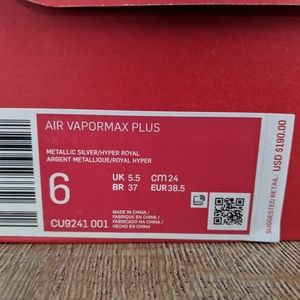 AIR VAPORMAX PLUS
METALLIC SILVER/HYPER ROYAL
ARGENT METALLIQUE/ROYAL HYPER
6
UK 5.5 CM 24
BR 37 EUR 38.5
CU9241 001
MADE IN CHINA /
FABRIQUE EN CHINE /
FABRICADO NA CHINA /
HECHO EN CHINA
SUGGESTED RETAIL: USD $190.00